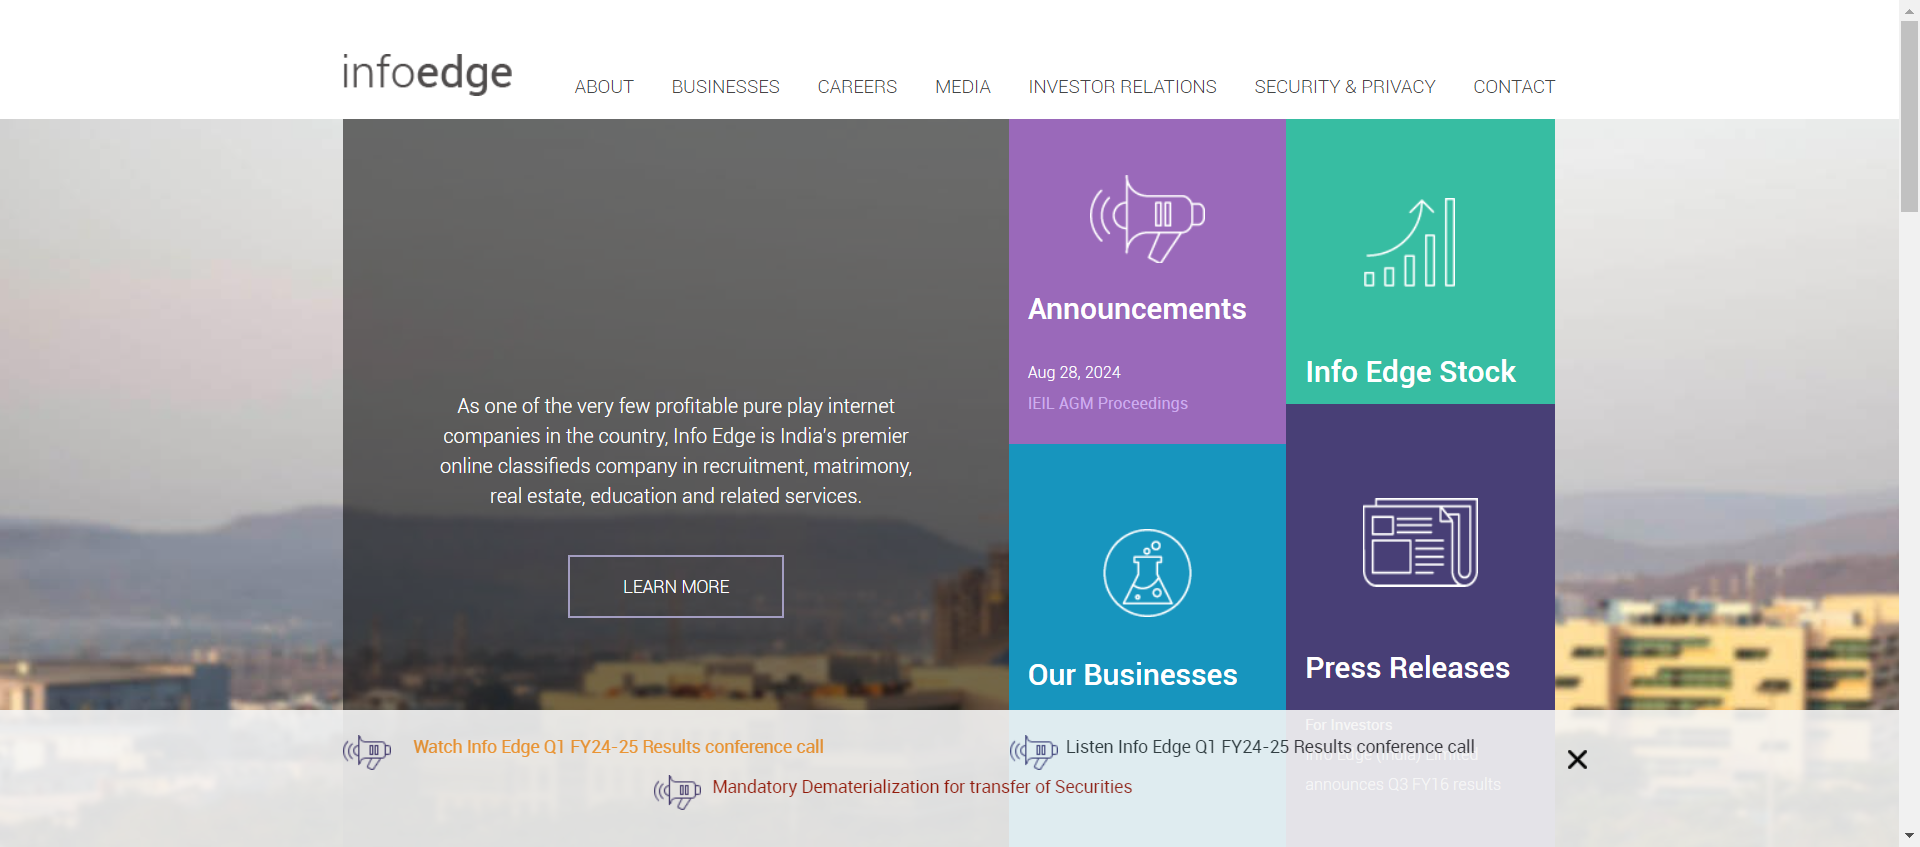 infoedge
ABOUT BUSINESSES CAREERS MEDIA INVESTOR RELATIONS SECURITY & PRIVACY CONTACT
As one of the very few profitable pure play internet
companies in the country, Info Edge is India's premier
online classifieds company in recruitment, matrimony,
real estate, education and related services.
LEARN MORE
Announcements
Aug 28, 2024
IEIL AGM Proceedings
Info Edge Stock
Our Businesses
Press Releases
For Investors
Info Edge (India) Limited
announces Q3 FY16 results
Watch Info Edge Q1 FY24-25 Results conference call
Listen Info Edge Q1 FY24-25 Results conference call
Mandatory Dematerialization for transfer of Securities